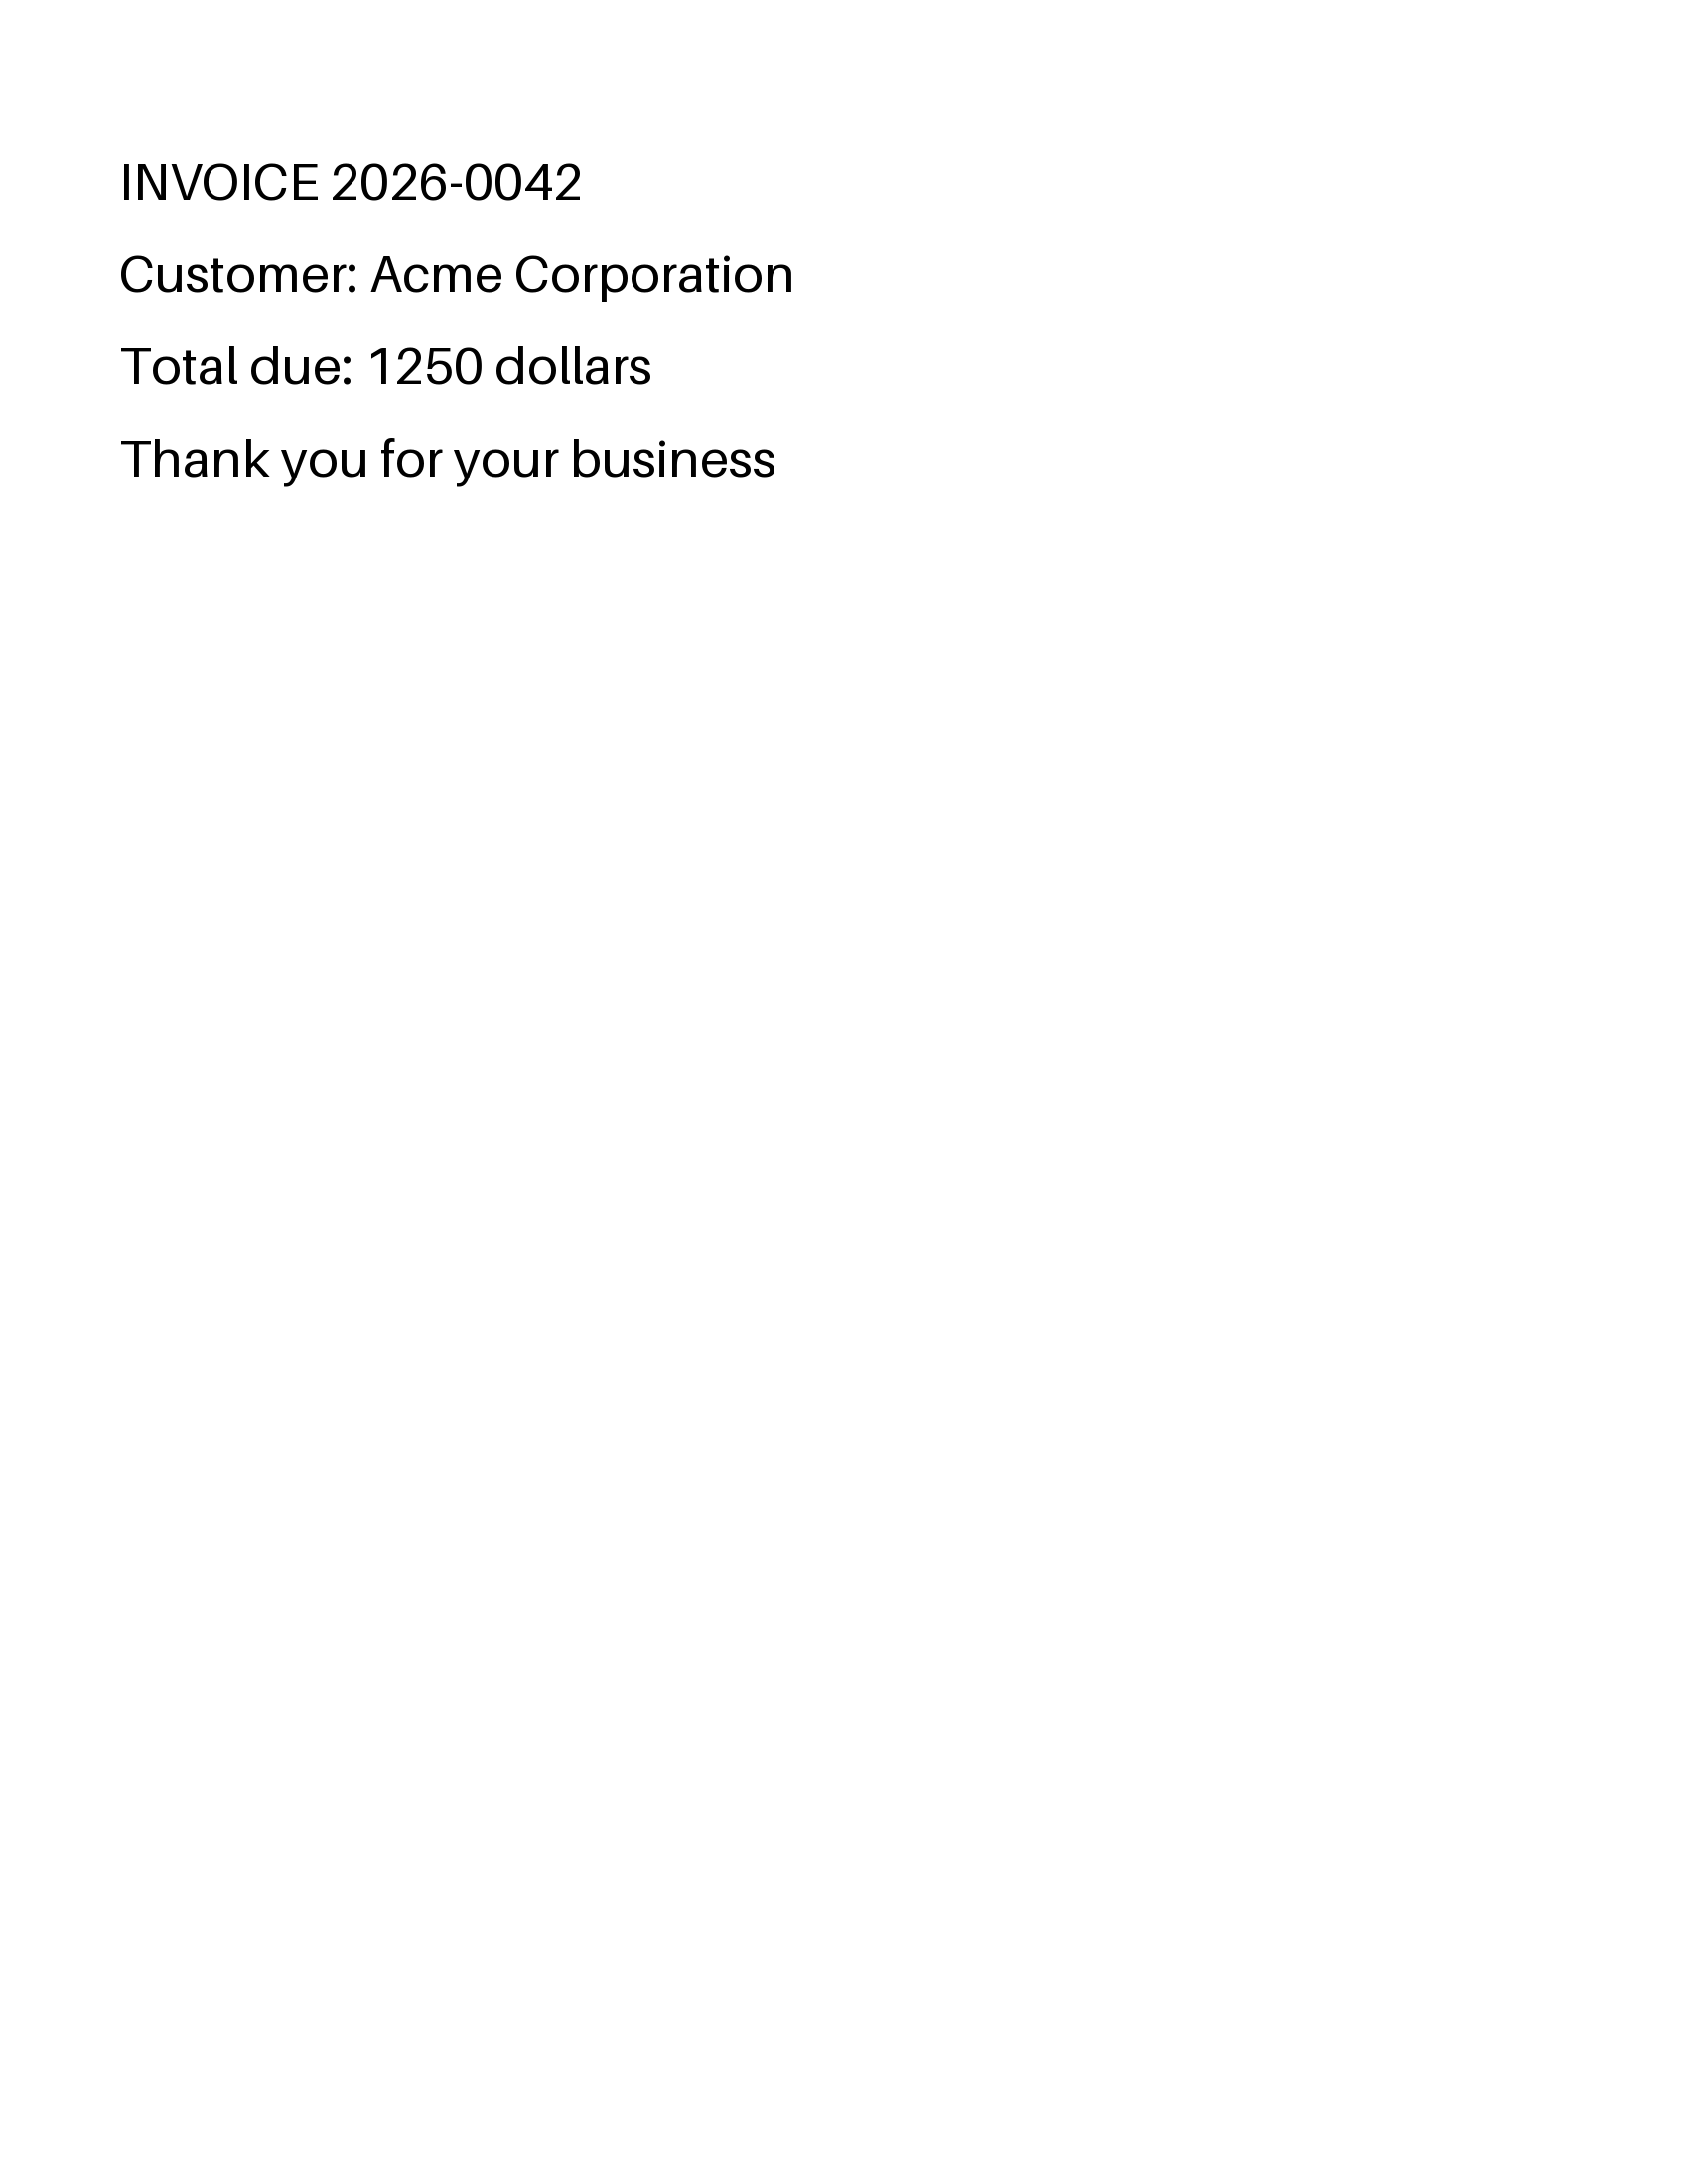 INVOICE 2026-0042
Customer: Acme Corporation
Total due: 1250 dollars
Thank you for your business